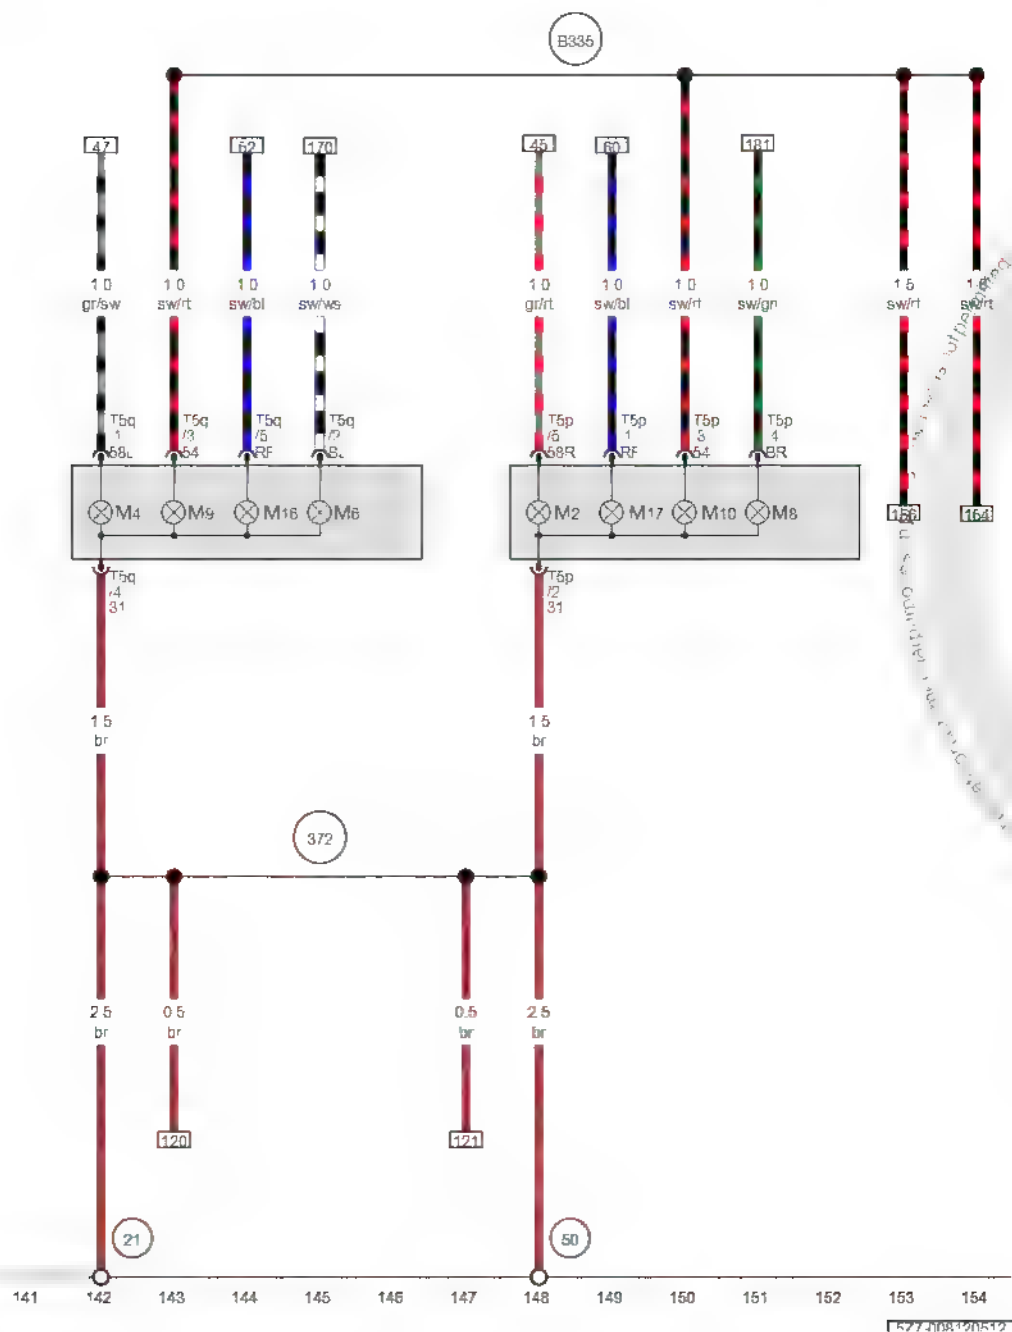 B335
47
62
170
45
60
181
1.0 1.0 1.0 1.0 1.0 1.0 1.0 1.0 1.5
gr/sw sw/rt sw/bl sw/ws gr/rt sw/bl sw/rt sw/gn sw/rt sw/rt
T5q T5q T5q T5q T5p T5p T5p T5p
/1 /3 /5 /2 /5 /1 /3 /4
58L 54 RF BL 58R RF 54 BR
M4 M9 M16 M6 M2 M17 M10 M8
156 164
T5q T5p
/4 /2
31 31
1.5 1.5
br br
372
2.5 0.5 0.5 2.5
br br br br
120 121
21 50
141 142 143 144 145 146 147 148 149 150 151 152 153 154
577-008120512